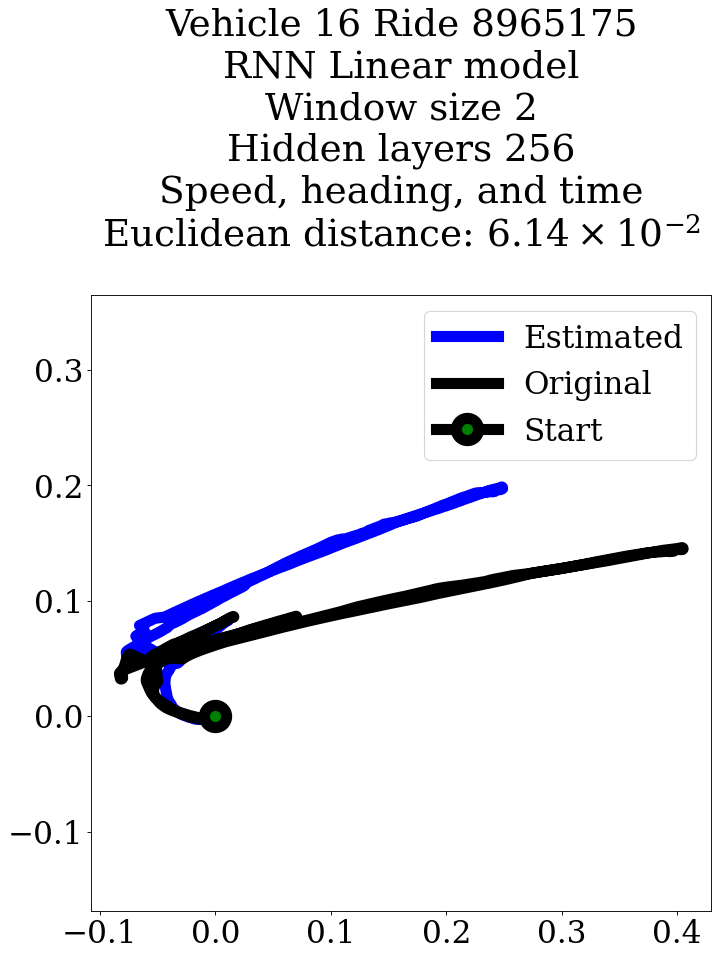 Vehicle 16 Ride 8965175
RNN Linear model
Window size 2
Hidden layers 256
Speed, heading, and time
Euclidean distance: 6.14 × 10⁻²
Estimated
Original
Start
0.3
0.2
0.1
0.0
−0.1
−0.1 0.0 0.1 0.2 0.3 0.4